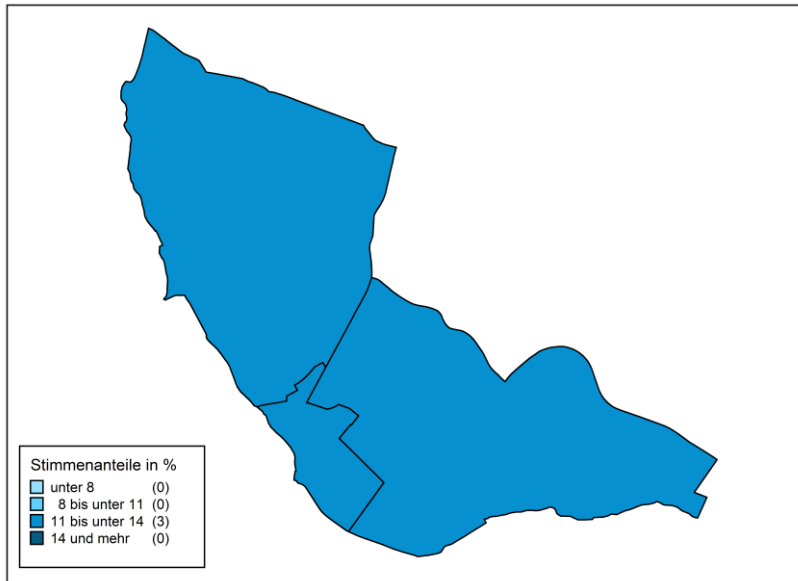 Stimmenanteile in %
unter 8 (0)
8 bis unter 11 (0)
11 bis unter 14 (3)
14 und mehr (0)